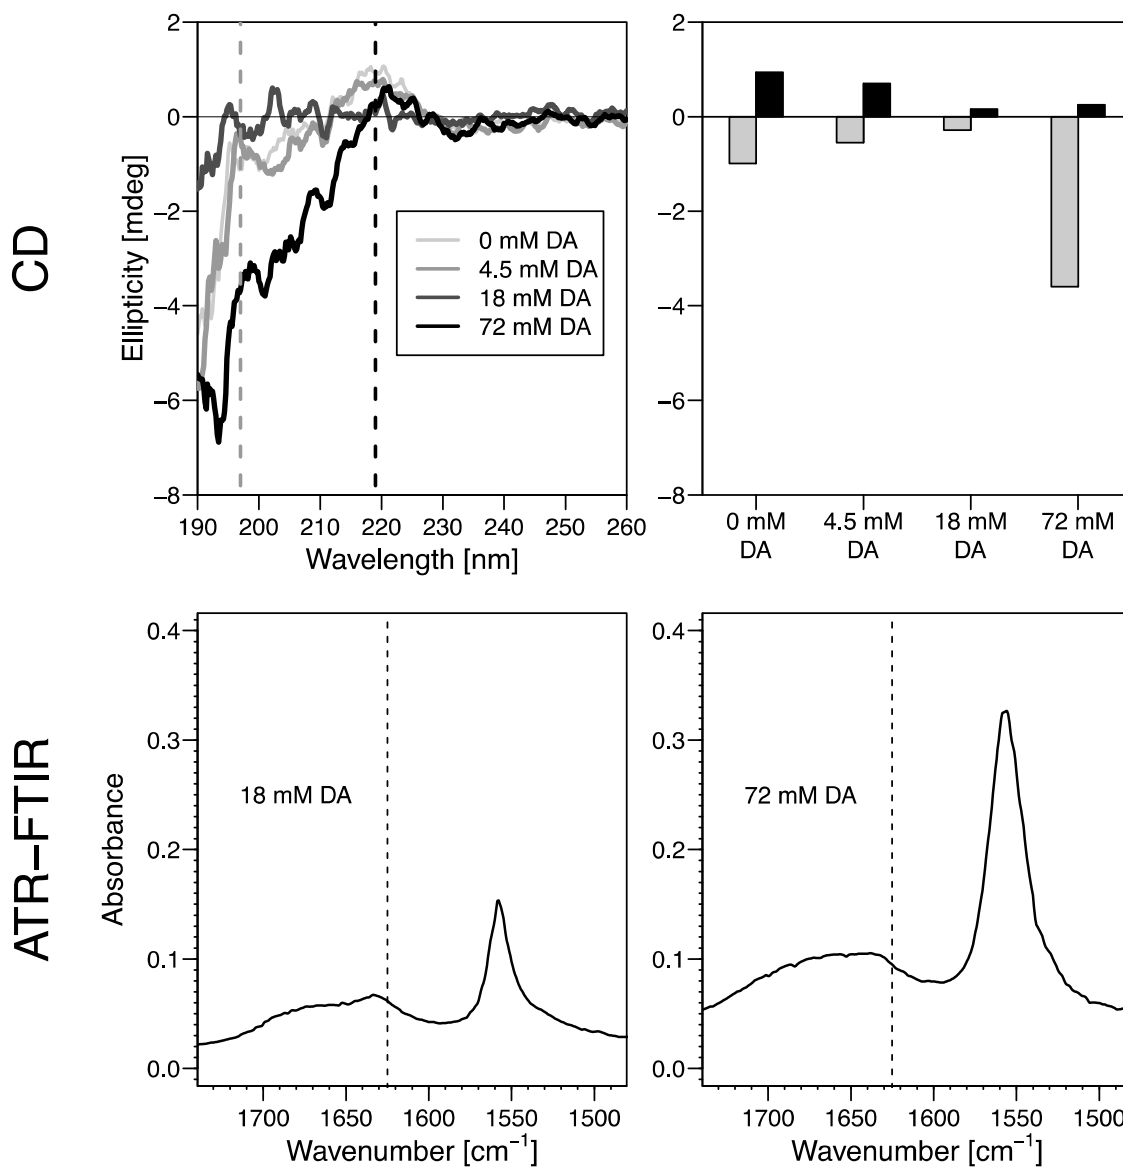 CD
Ellipticity [mdeg]
2
0
−2
−4
−6
−8
0 mM DA
4.5 mM DA
18 mM DA
72 mM DA
190 200 210 220 230 240 250 260
Wavelength [nm]
2
0
−2
−4
−6
−8
0 mM DA
4.5 mM DA
18 mM DA
72 mM DA
ATR−FTIR
Absorbance
0.4
0.3
0.2
0.1
0.0
18 mM DA
1700 1650 1600 1550 1500
Wavenumber [cm⁻¹]
0.4
0.3
0.2
0.1
0.0
72 mM DA
1700 1650 1600 1550 1500
Wavenumber [cm⁻¹]